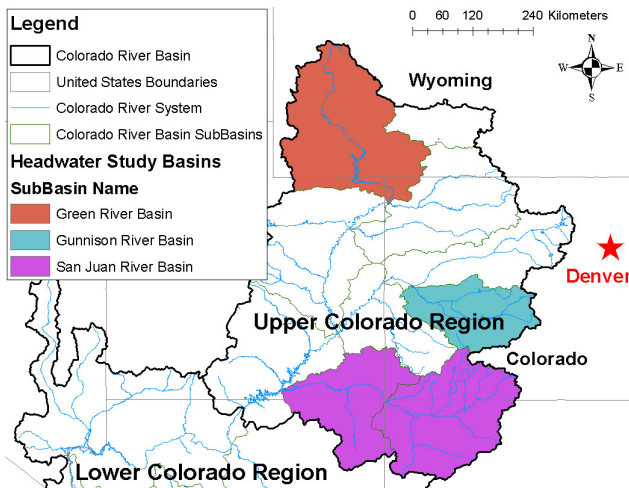 Legend
Colorado River Basin
United States Boundaries
Colorado River System
Colorado River Basin SubBasins
Headwater Study Basins
SubBasin Name
Green River Basin
Gunnison River Basin
San Juan River Basin
0 60 120 240 Kilometers
N
W E
S
Wyoming
Denver
Upper Colorado Region
Colorado
Lower Colorado Region